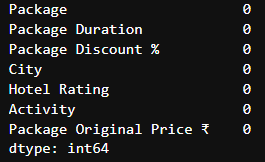 Package 0
Package Duration 0
Package Discount % 0
City 0
Hotel Rating 0
Activity 0
Package Original Price ₹ 0
dtype: int64